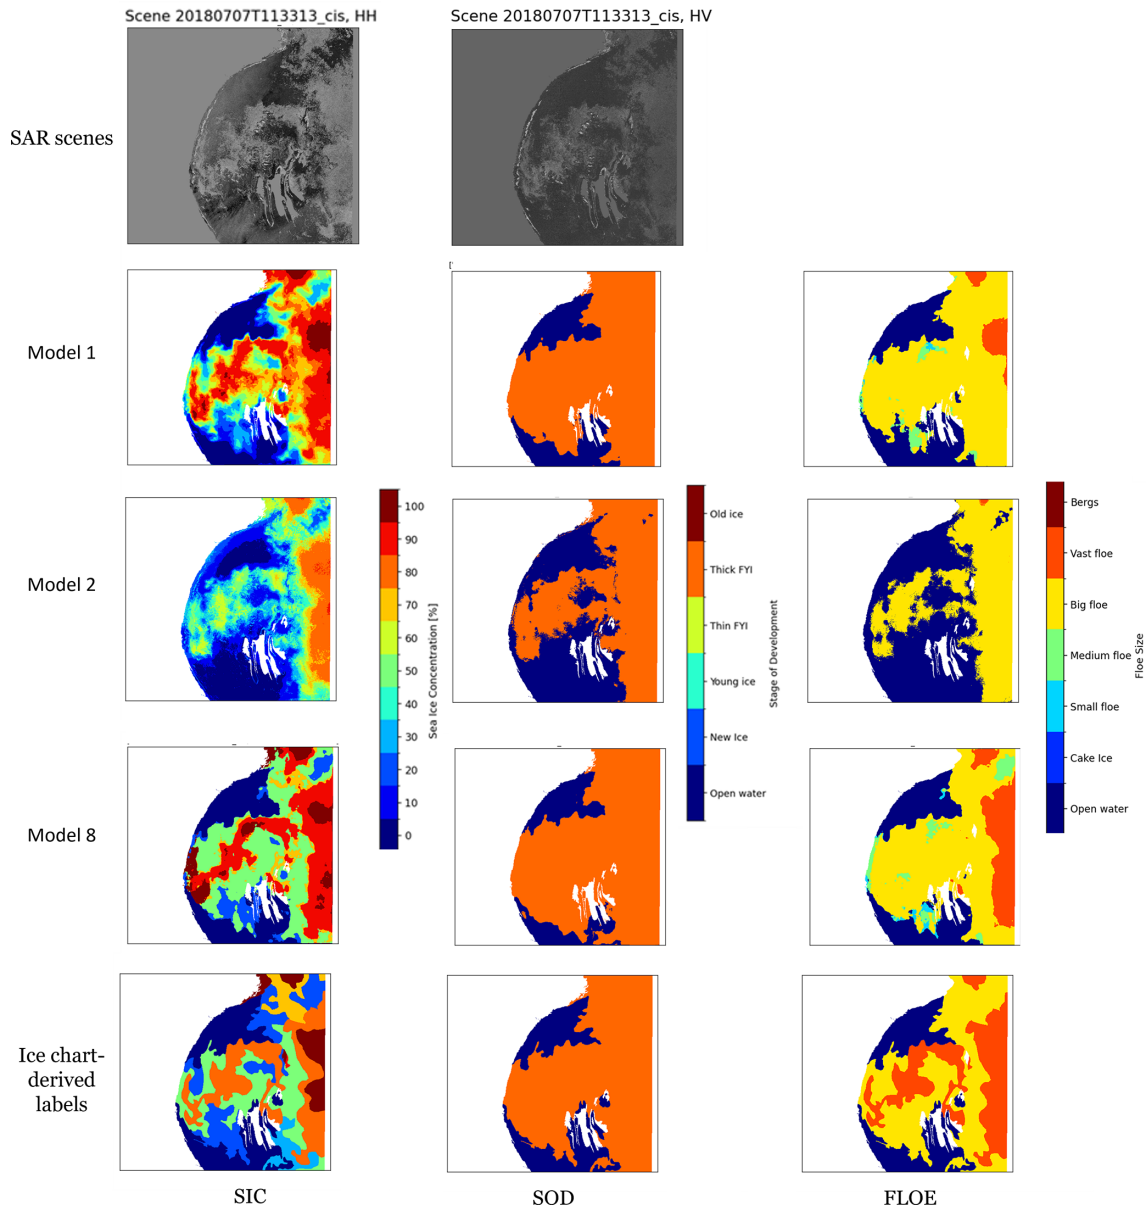 Scene 20180707T113313_cis, HH
Scene 20180707T113313_cis, HV
SAR scenes
[
Model 1
Model 2
100
90
80
70
60
50
40
30
20
10
0
Sea Ice Concentration [%]
Old ice
Thick FYI
Thin FYI
Young ice
New Ice
Open water
Stage of Development
Bergs
Vast floe
Big floe
Medium floe
Small floe
Cake Ice
Open water
Floe Size
Model 8
Ice chart-
derived
labels
SIC
SOD
FLOE